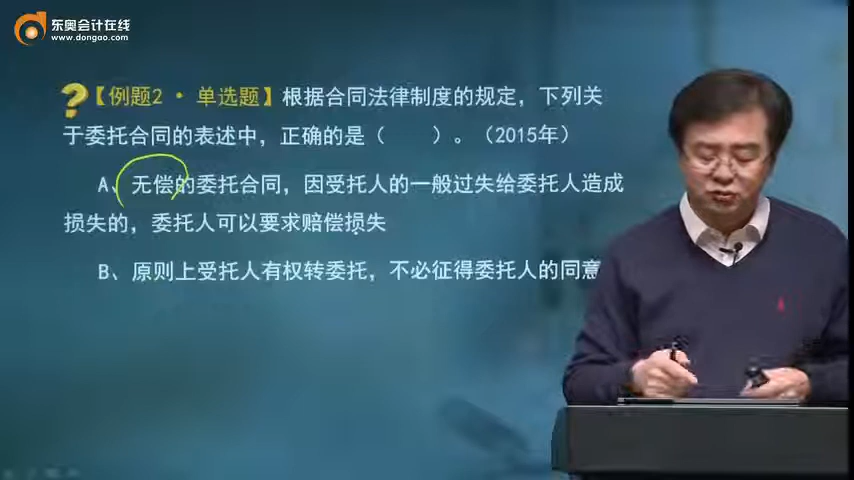 东奥会计在线
www.dongao.com
【例题2·单选题】根据合同法律制度的规定，下列关
于委托合同的表述中，正确的是（　　）。（2015年）
A、无偿的委托合同，因受托人的一般过失给委托人造成
损失的，委托人可以要求赔偿损失
B、原则上受托人有权转委托，不必征得委托人的同意